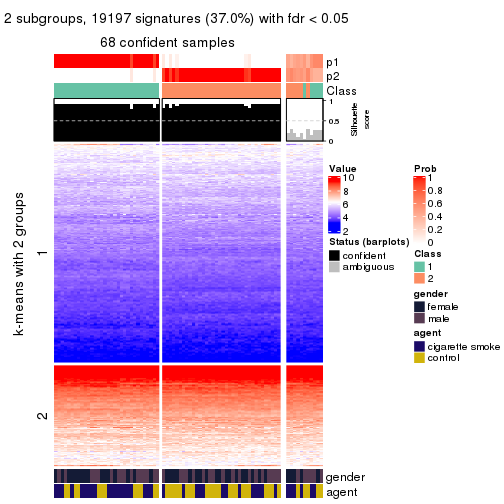 2 subgroups, 19197 signatures (37.0%) with fdr < 0.05
68 confident samples
p1
p2
Class
1
0.5
0
Silhouette
score
k-means with 2 groups
1
2
gender
agent
Value
10
8
6
4
2
Status (barplots)
confident
ambiguous
Prob
1
0.8
0.6
0.4
0.2
0
Class
1
2
gender
female
male
agent
cigarette smoke
control